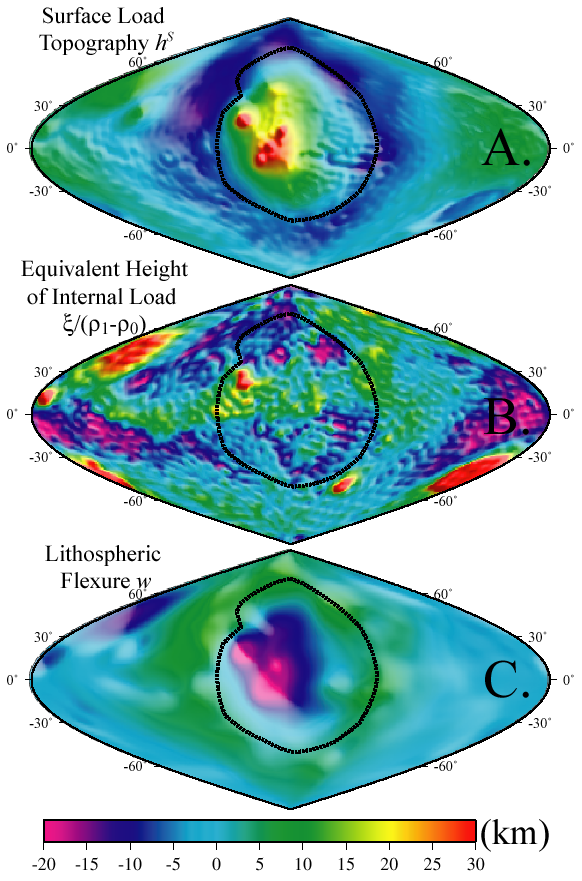 Surface Load
Topography hˢ
60° 60°
30° 30°
0° 0°
A.
-30° -30°
-60° -60°
Equivalent Height
of Internal Load
ξ/(ρ₁-ρ₀)
60° 60°
30° 30°
0° 0°
B.
-30° -30°
-60° -60°
Lithospheric
Flexure w
60° 60°
30° 30°
0° 0°
C.
-30° -30°
-60° -60°
(km)
-20 -15 -10 -5 0 5 10 15 20 25 30